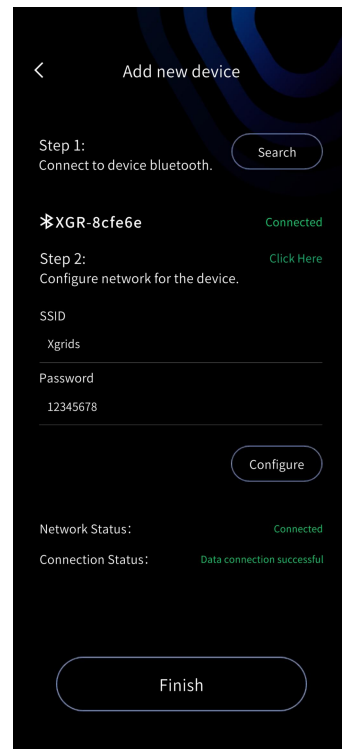 Add new device
Step 1:
Connect to device bluetooth.
Search
XGR-8cfe6e
Connected
Step 2:
Click Here
Configure network for the device.
SSID
Xgrids
Password
12345678
Configure
Network Status:
Connected
Connection Status:
Data connection successful
Finish